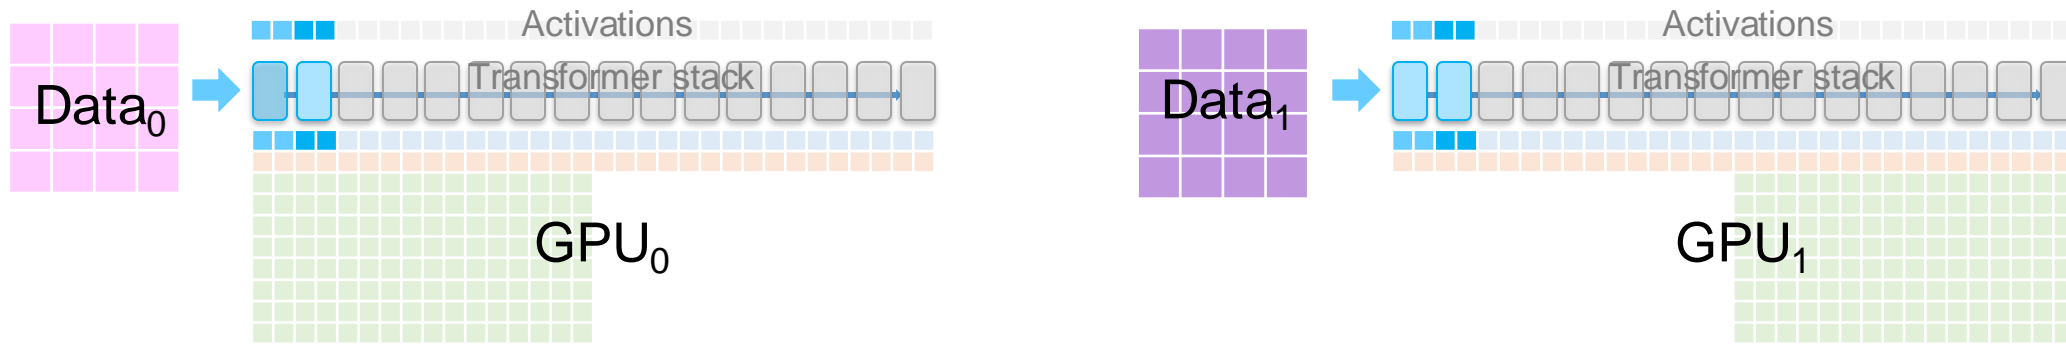 Activations
Transformer stack
Data₀
GPU₀
Activations
Transformer stack
Data₁
GPU₁